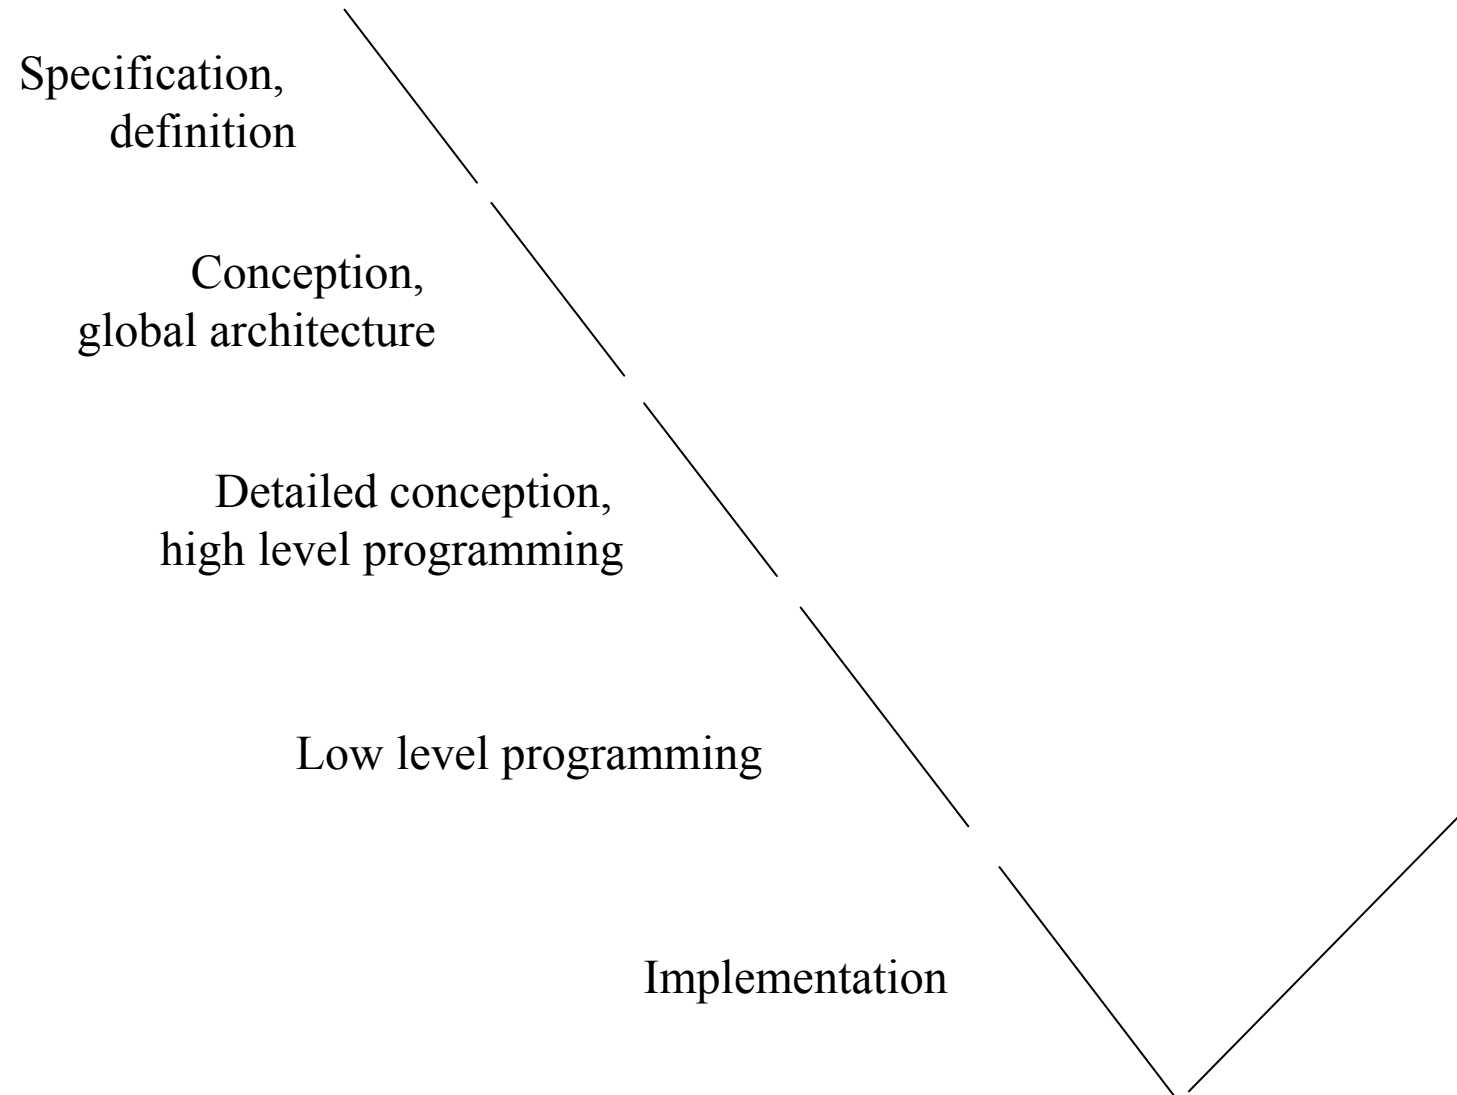 Specification,
definition
Conception,
global architecture
Detailed conception,
high level programming
Low level programming
Implementation